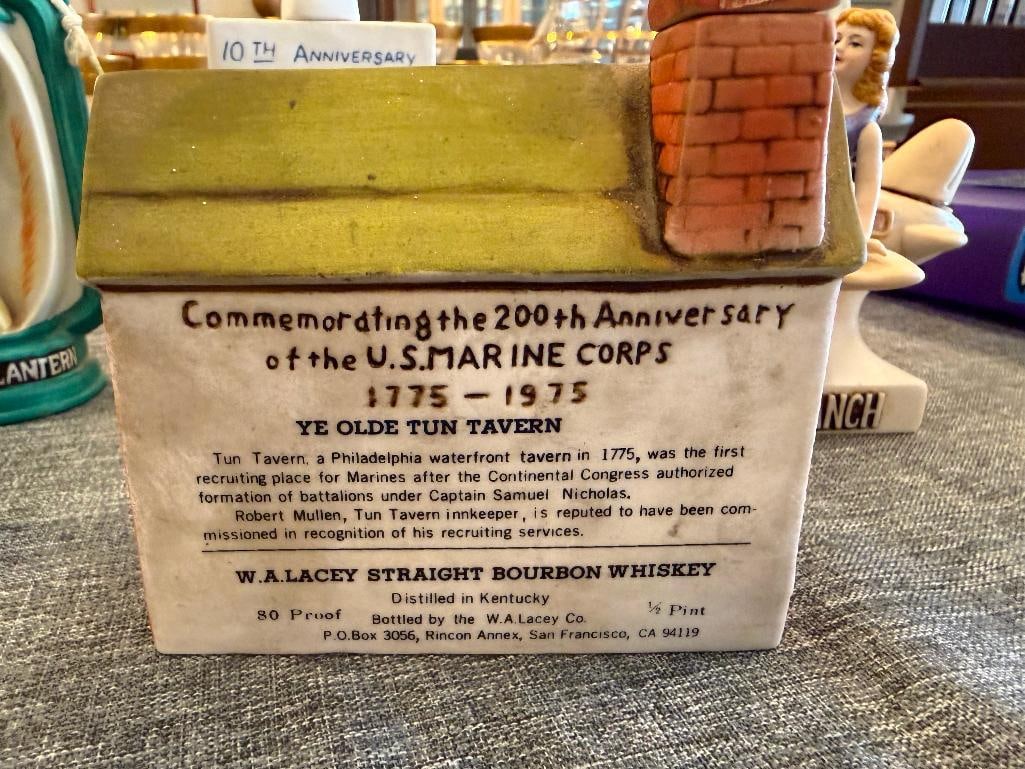 10TH ANNIVERSARY
Commemorating the 200th Anniversary
of the U.S. MARINE CORPS
1775 – 1975
YE OLDE TUN TAVERN
Tun Tavern, a Philadelphia waterfront tavern in 1775, was the first
recruiting place for Marines after the Continental Congress authorized
formation of battalions under Captain Samuel Nicholas.
Robert Mullen, Tun Tavern innkeeper, is reputed to have been com-
missioned in recognition of his recruiting services.
W.A. LACEY STRAIGHT BOURBON WHISKEY
Distilled in Kentucky
80 Proof Bottled by the W.A. Lacey Co. ½ Pint
P.O. Box 3056, Rincon Annex, San Francisco, CA 94119
LANTERN
NCH